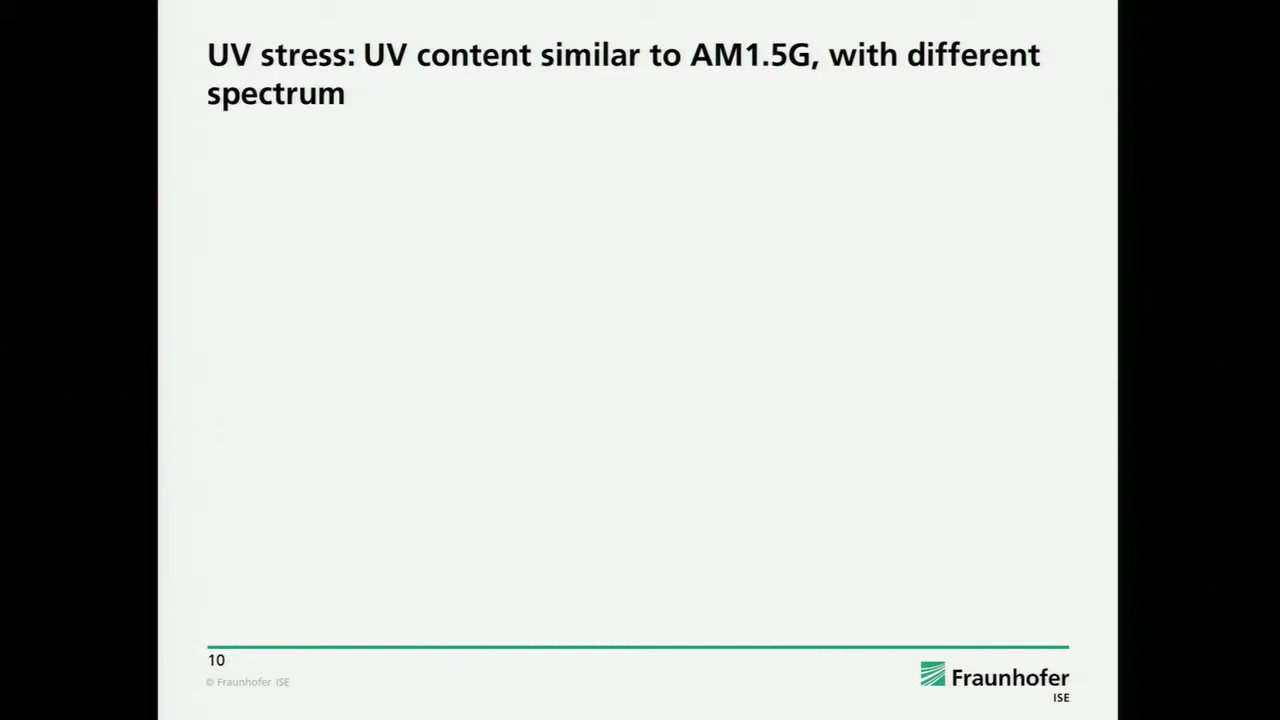 UV stress: UV content similar to AM1.5G, with different
spectrum
10
© Fraunhofer ISE
Fraunhofer
ISE